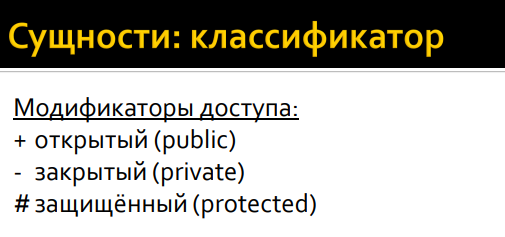 Сущности: классификатор
Модификаторы доступа:
+ открытый (public)
- закрытый (private)
# защищённый (protected)